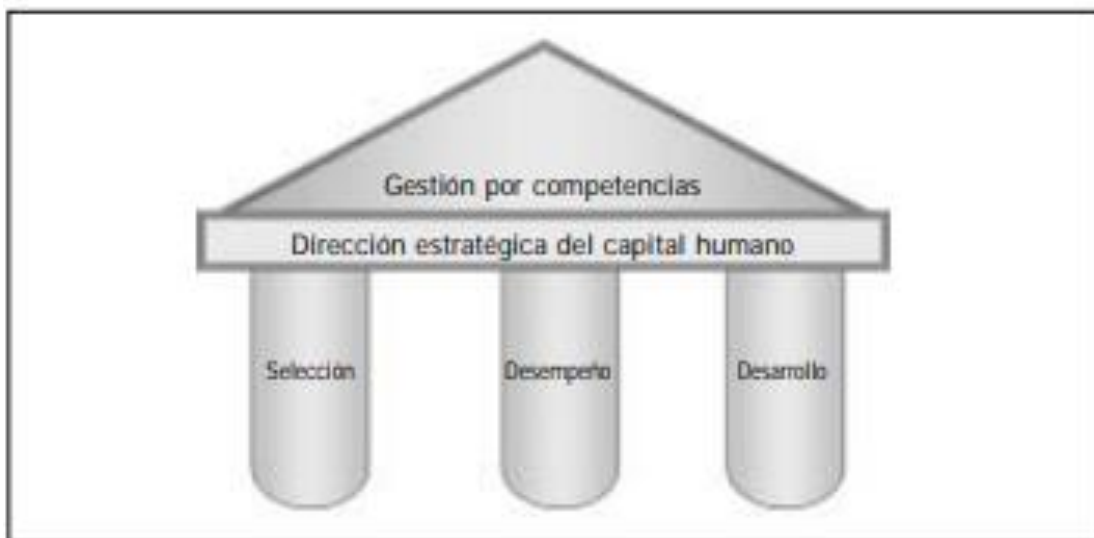 Gestión por competencias
Dirección estratégica del capital humano
Selección
Desempeño
Desarrollo